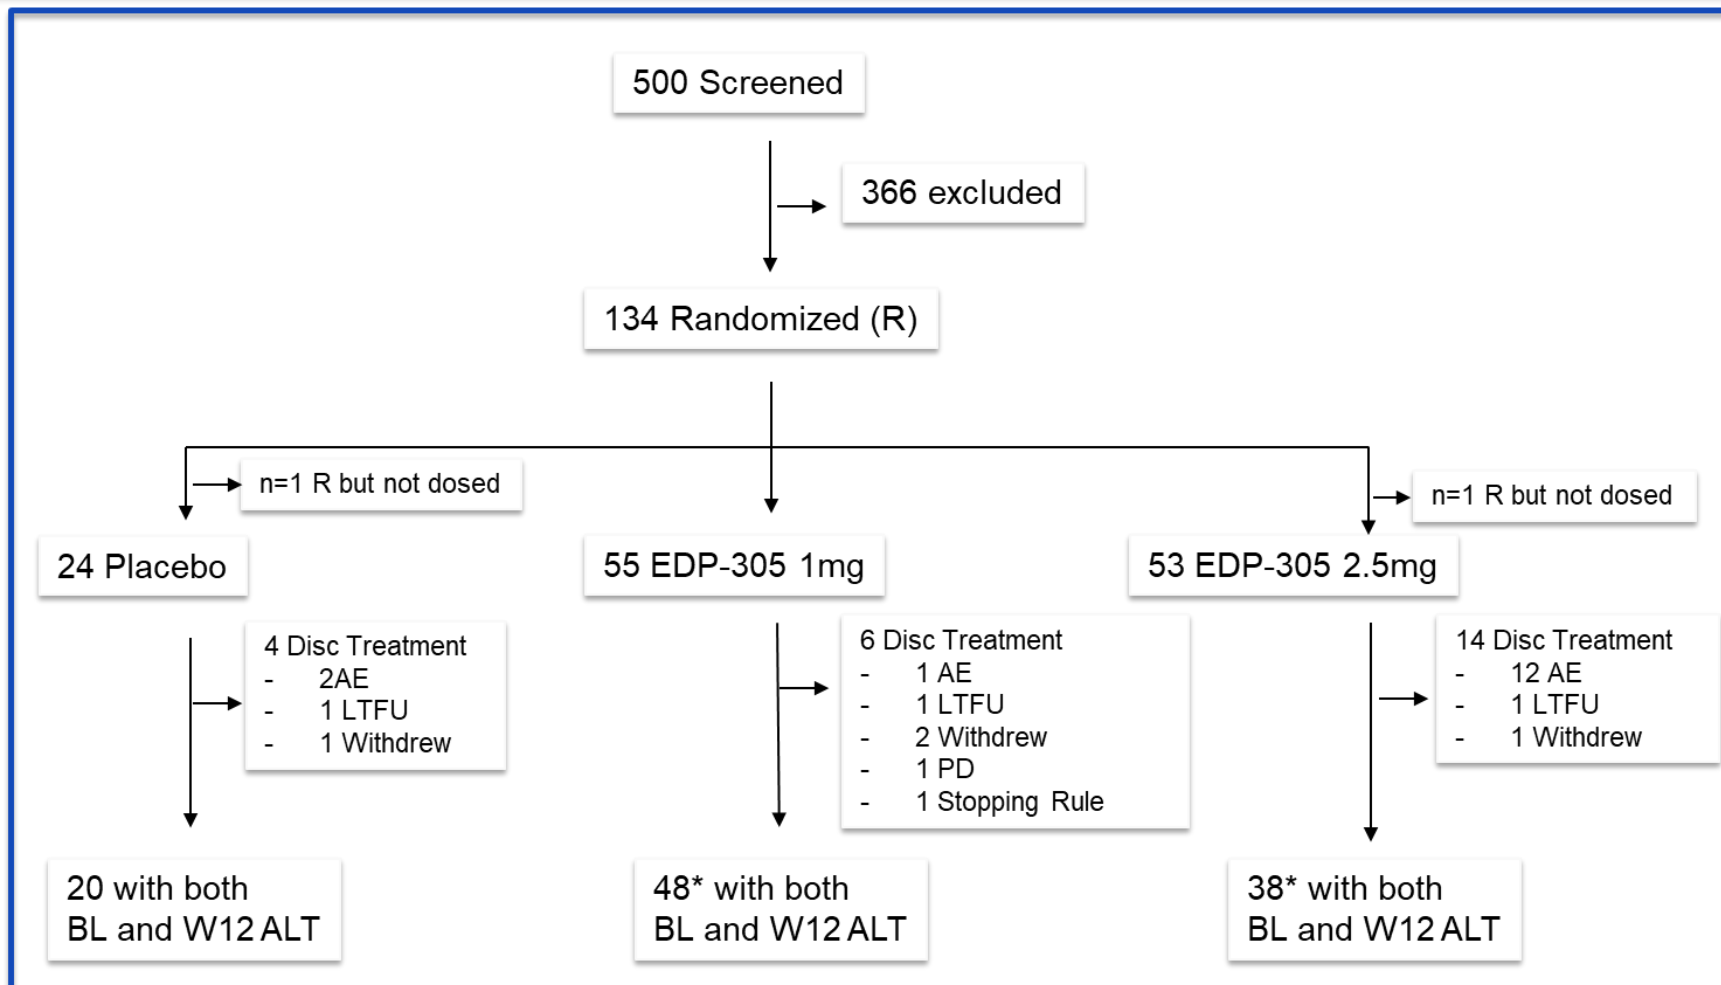 500 Screened
366 excluded
134 Randomized (R)
n=1 R but not dosed
n=1 R but not dosed
24 Placebo
55 EDP-305 1mg
53 EDP-305 2.5mg
4 Disc Treatment
- 2AE
- 1 LTFU
- 1 Withdrew
6 Disc Treatment
- 1 AE
- 1 LTFU
- 2 Withdrew
- 1 PD
- 1 Stopping Rule
14 Disc Treatment
- 12 AE
- 1 LTFU
- 1 Withdrew
20 with both
BL and W12 ALT
48* with both
BL and W12 ALT
38* with both
BL and W12 ALT